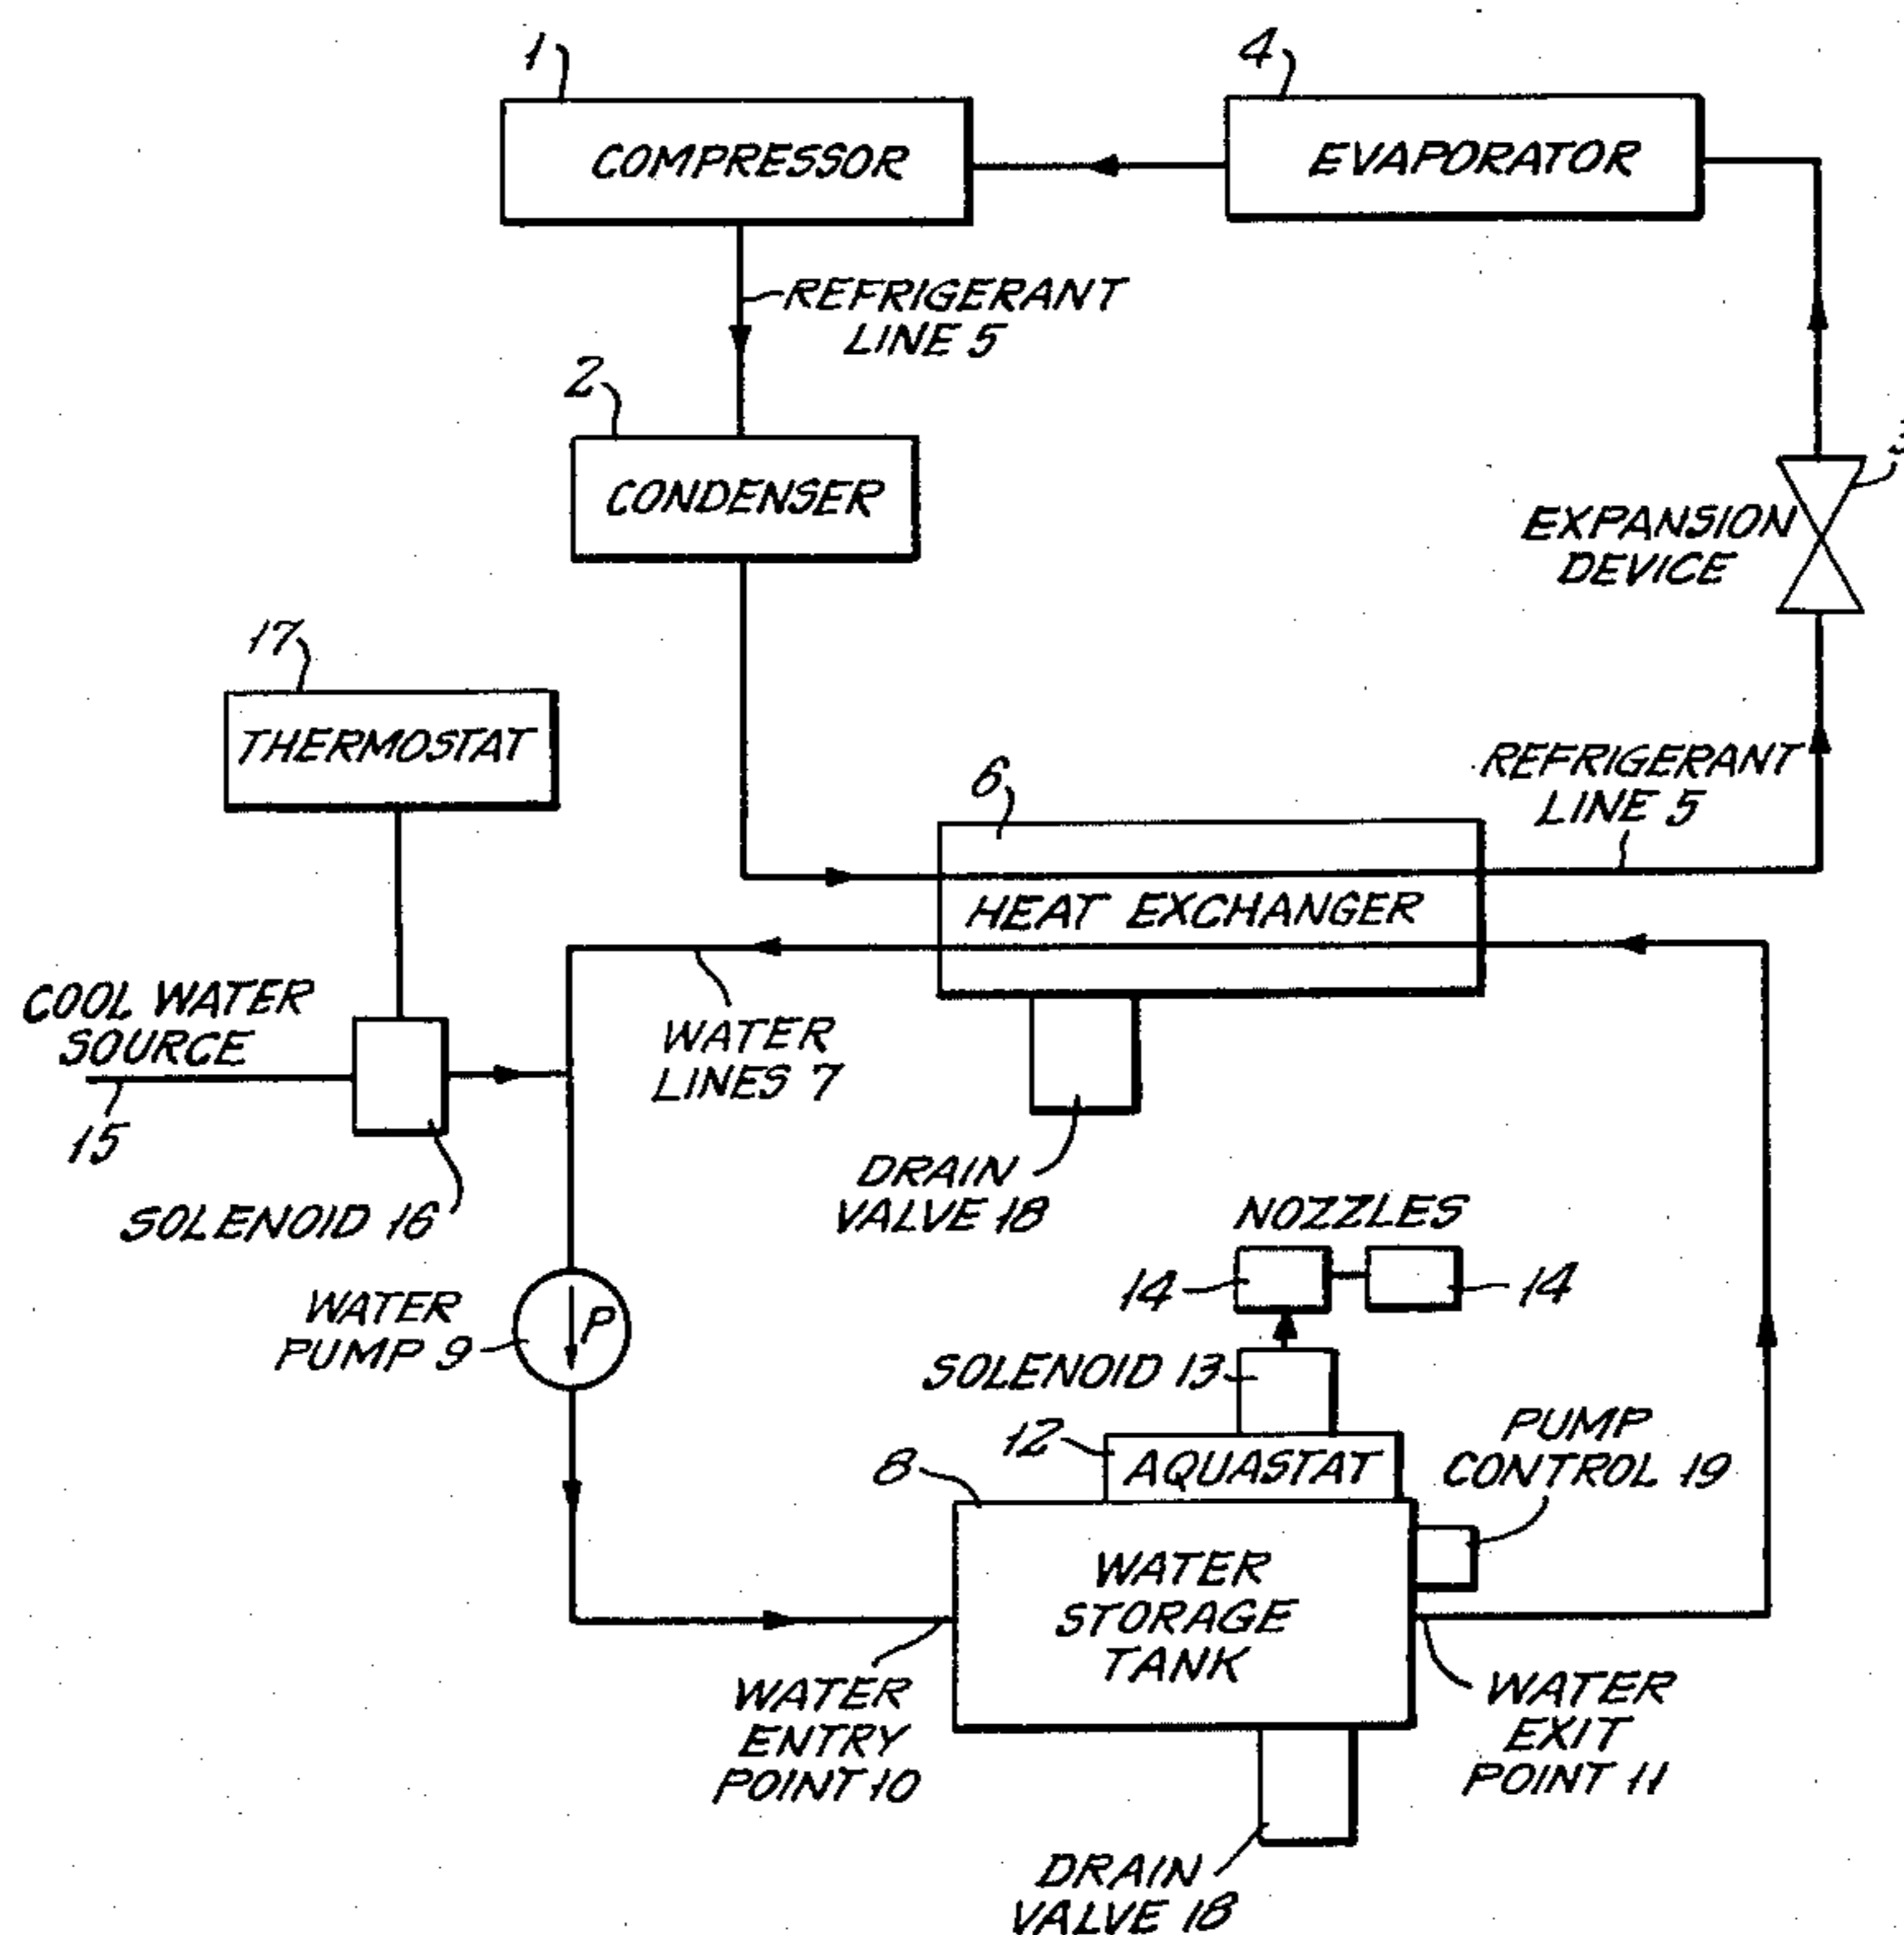 1
4
COMPRESSOR
EVAPORATOR
REFRIGERANT
LINE 5
2
CONDENSER
EXPANSION
DEVICE
17
THERMOSTAT
REFRIGERANT
LINE 5
6
HEAT EXCHANGER
COOL WATER
SOURCE
15
WATER
LINES 7
SOLENOID 16
DRAIN
VALVE 18
NOZZLES
14
14
WATER
PUMP 9
P
SOLENOID 13
12
AQUASTAT
PUMP
CONTROL 19
8
WATER
STORAGE
TANK
WATER
ENTRY
POINT 10
WATER
EXIT
POINT 11
DRAIN
VALVE 18